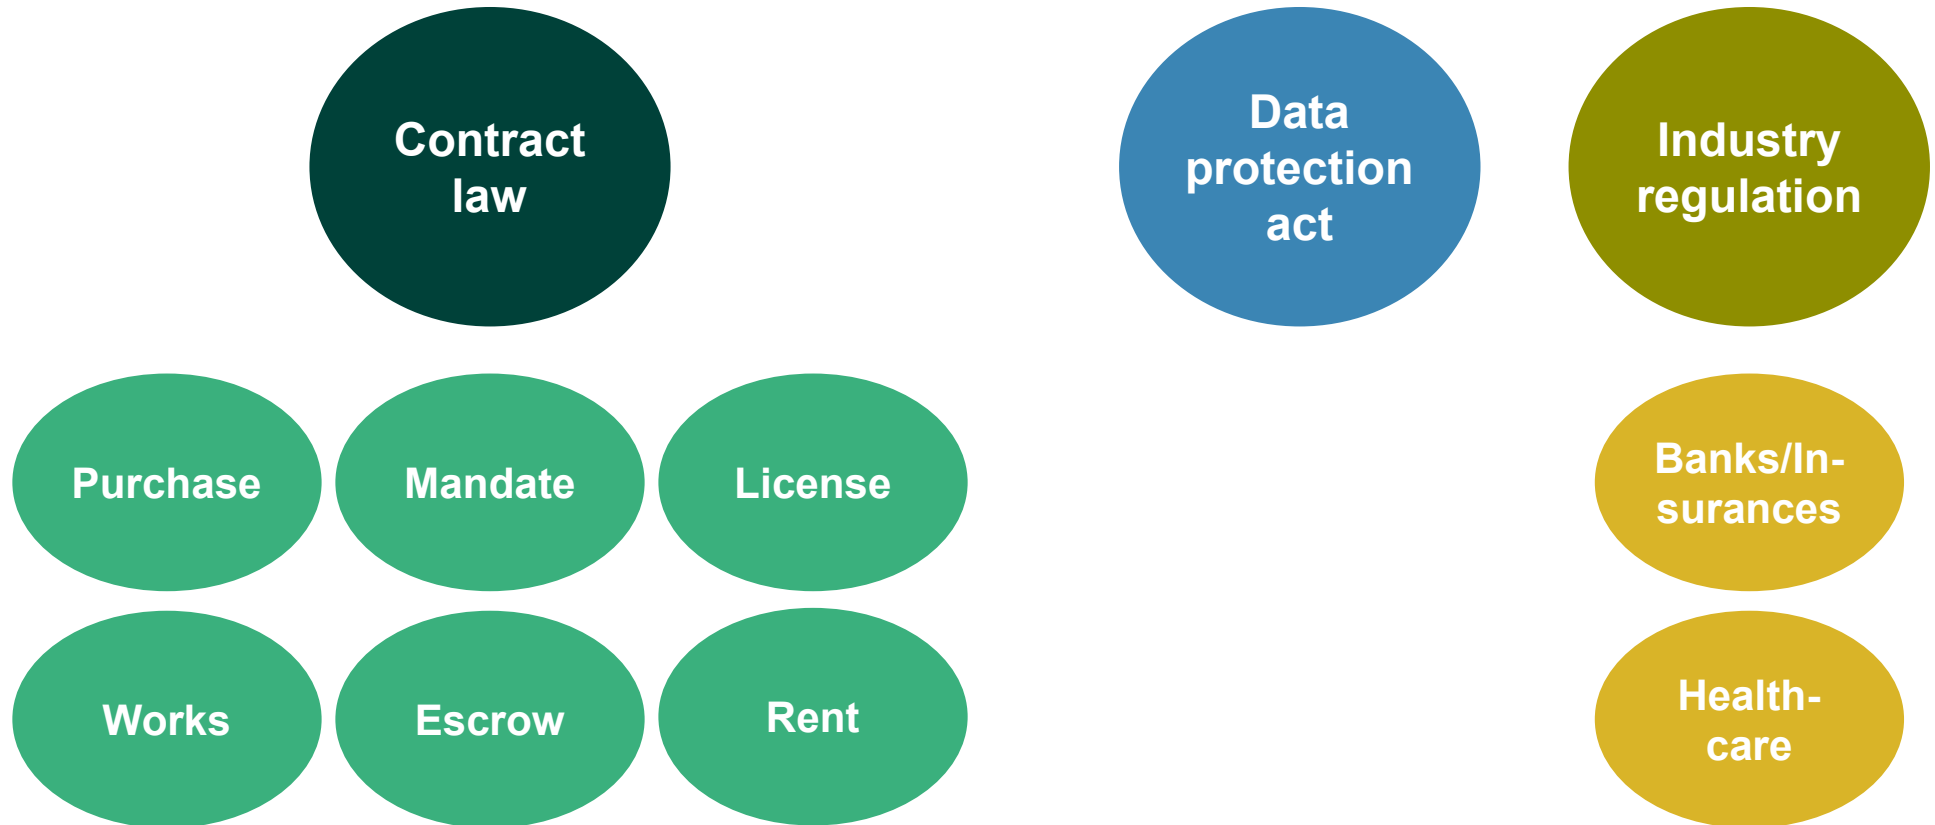 Contract
law
Data
protection
act
Industry
regulation
Purchase
Mandate
License
Banks/In-
surances
Works
Escrow
Rent
Health-
care